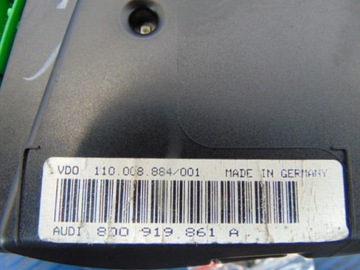 VDO 110.008.884/001 MADE IN GERMANY
AUDI 8D0 919 861 A